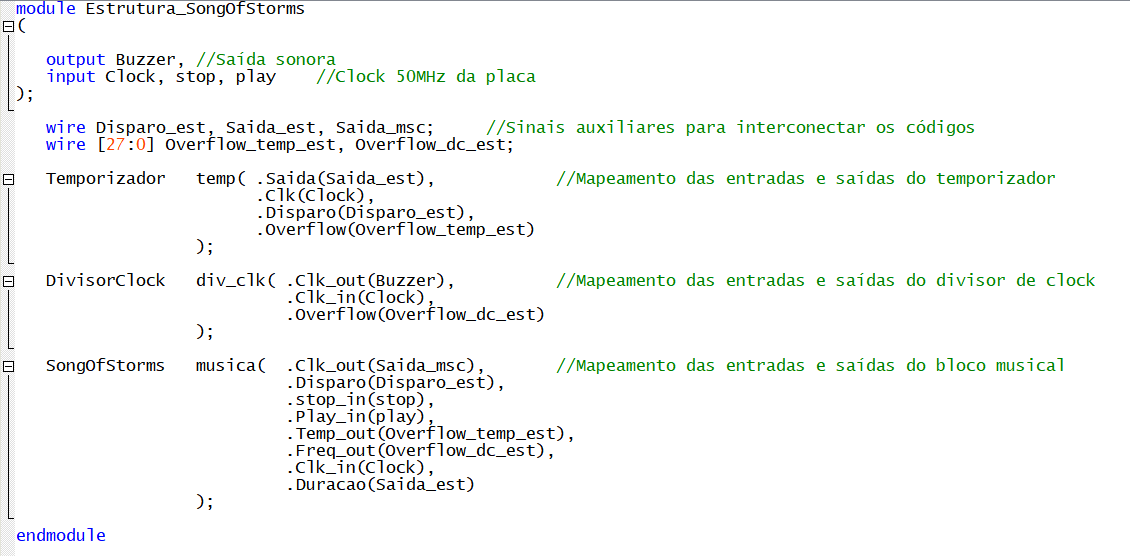 module Estrutura_SongOfStorms
(
output Buzzer, //Saída sonora
input Clock, stop, play //Clock 50MHz da placa
);
wire Disparo_est, Saida_est, Saida_msc; //Sinais auxiliares para interconectar os códigos
wire [27:0] Overflow_temp_est, Overflow_dc_est;
Temporizador temp( .Saida(Saida_est), //Mapeamento das entradas e saídas do temporizador
.Clk(Clock),
.Disparo(Disparo_est),
.Overflow(Overflow_temp_est)
);
DivisorClock div_clk( .Clk_out(Buzzer), //Mapeamento das entradas e saídas do divisor de clock
.Clk_in(Clock),
.Overflow(Overflow_dc_est)
);
SongOfStorms musica( .Clk_out(Saida_msc), //Mapeamento das entradas e saídas do bloco musical
.Disparo(Disparo_est),
.stop_in(stop),
.Play_in(play),
.Temp_out(Overflow_temp_est),
.Freq_out(Overflow_dc_est),
.Clk_in(Clock),
.Duracao(Saida_est)
);
endmodule